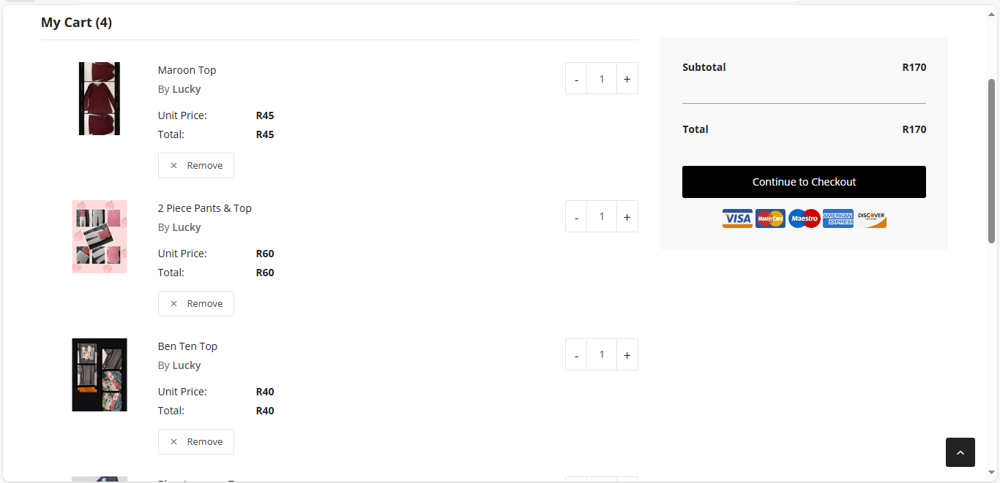 My Cart (4)
Maroon Top
By Lucky
Unit Price: R45
Total: R45
× Remove
- 1 +
2 Piece Pants & Top
By Lucky
Unit Price: R60
Total: R60
× Remove
- 1 +
Ben Ten Top
By Lucky
Unit Price: R40
Total: R40
× Remove
- 1 +
Subtotal R170
Total R170
Continue to Checkout
VISA MasterCard Maestro AMERICAN EXPRESS DISCOVER NETWORK